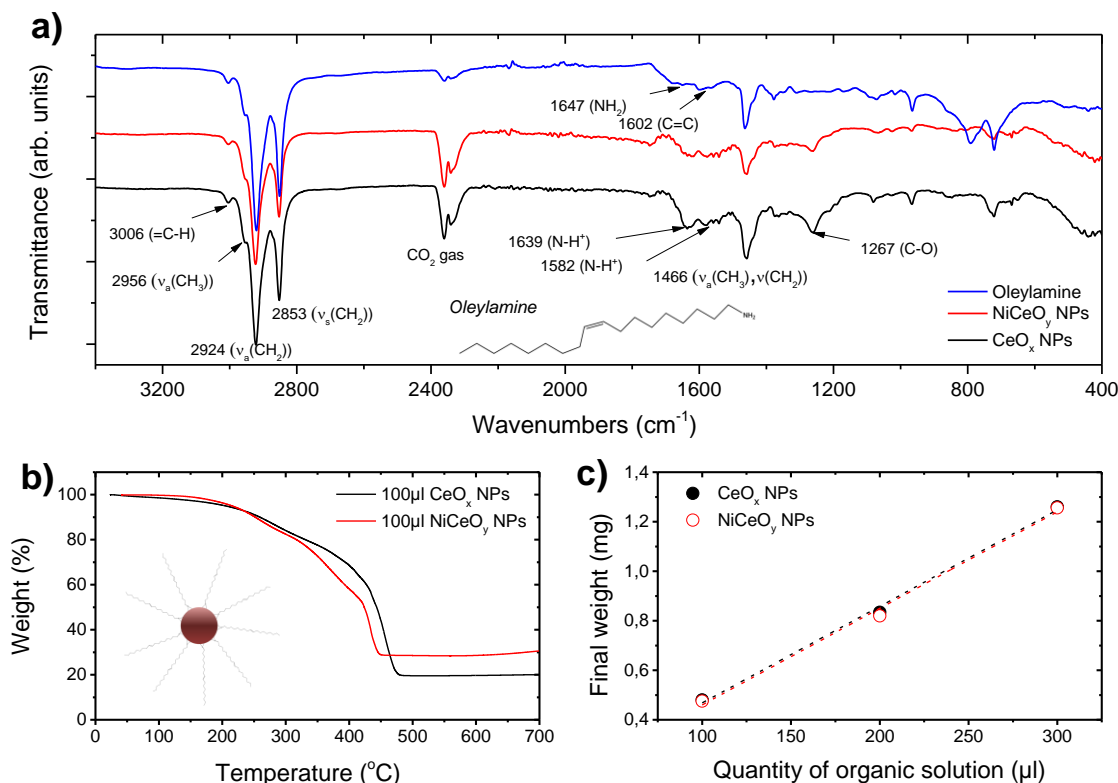 a)
Transmittance (arb. units)
1647 (NH₂)
1602 (C=C)
3006 (=C-H)
2956 (νₐ(CH₃))
2924 (νₐ(CH₂))
2853 (νₛ(CH₂))
CO₂ gas
Oleylamine
NH₂
1639 (N-H⁺)
1582 (N-H⁺)
1466 (νₐ(CH₃),ν(CH₂))
1267 (C-O)
Oleylamine
NiCeOᵧ NPs
CeOₓ NPs
3200 2800 2400 2000 1600 1200 800 400
Wavenumbers (cm⁻¹)
b)
100µl CeOₓ NPs
100µl NiCeOᵧ NPs
Weight (%)
100
80
60
40
20
0
0 100 200 300 400 500 600 700
Temperature (°C)
c)
CeOₓ NPs
NiCeOᵧ NPs
Final weight (mg)
1,4
1,2
1,0
0,8
0,6
0,4
100 150 200 250 300
Quantity of organic solution (µl)